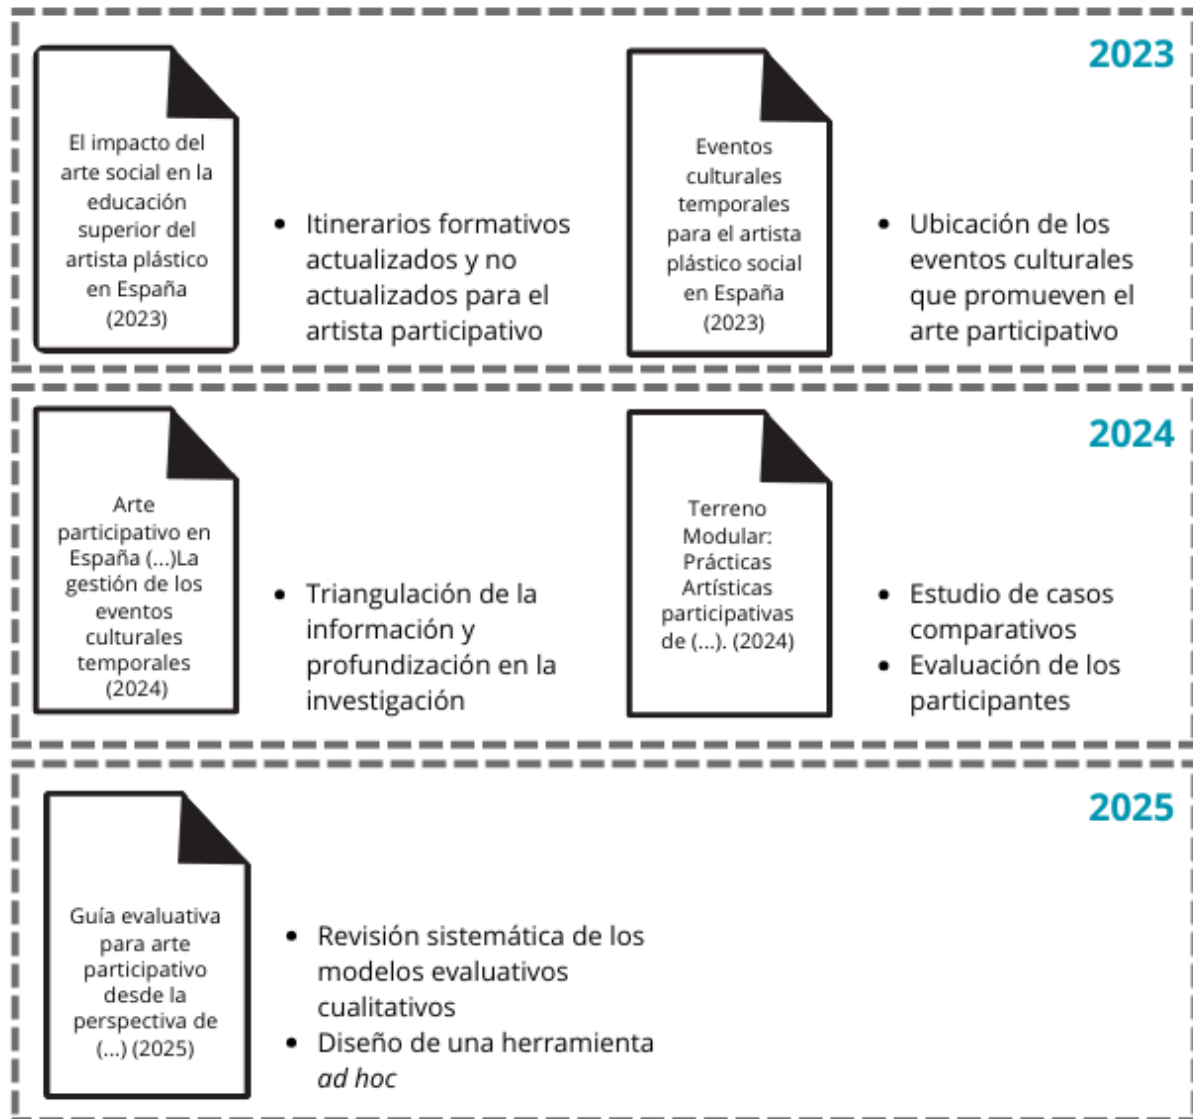 2023
El impacto del
arte social en la
educación
superior del
artista plástico
en España
(2023)
• Itinerarios formativos
actualizados y no
actualizados para el
artista participativo
Eventos
culturales
temporales
para el artista
plástico social
en España
(2023)
• Ubicación de los
eventos culturales
que promueven el
arte participativo
2024
Arte
participativo en
España (...)La
gestión de los
eventos
culturales
temporales
(2024)
• Triangulación de la
información y
profundización en la
investigación
Terreno
Modular:
Prácticas
Artísticas
participativas
de (...). (2024)
• Estudio de casos
comparativos
• Evaluación de los
participantes
2025
Guía evaluativa
para arte
participativo
desde la
perspectiva de
(...) (2025)
• Revisión sistemática de los
modelos evaluativos
cualitativos
• Diseño de una herramienta
ad hoc